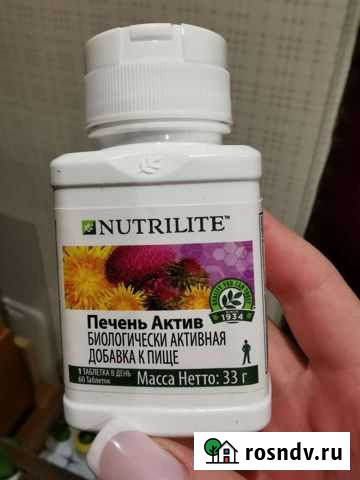 NUTRILITE™
Печень Актив
БИОЛОГИЧЕСКИ АКТИВНАЯ
ДОБАВКА К ПИЩЕ
1 ТАБЛЕТКА В ДЕНЬ
60 Таблеток
Масса Нетто: 33 г
1934
rosndv.ru